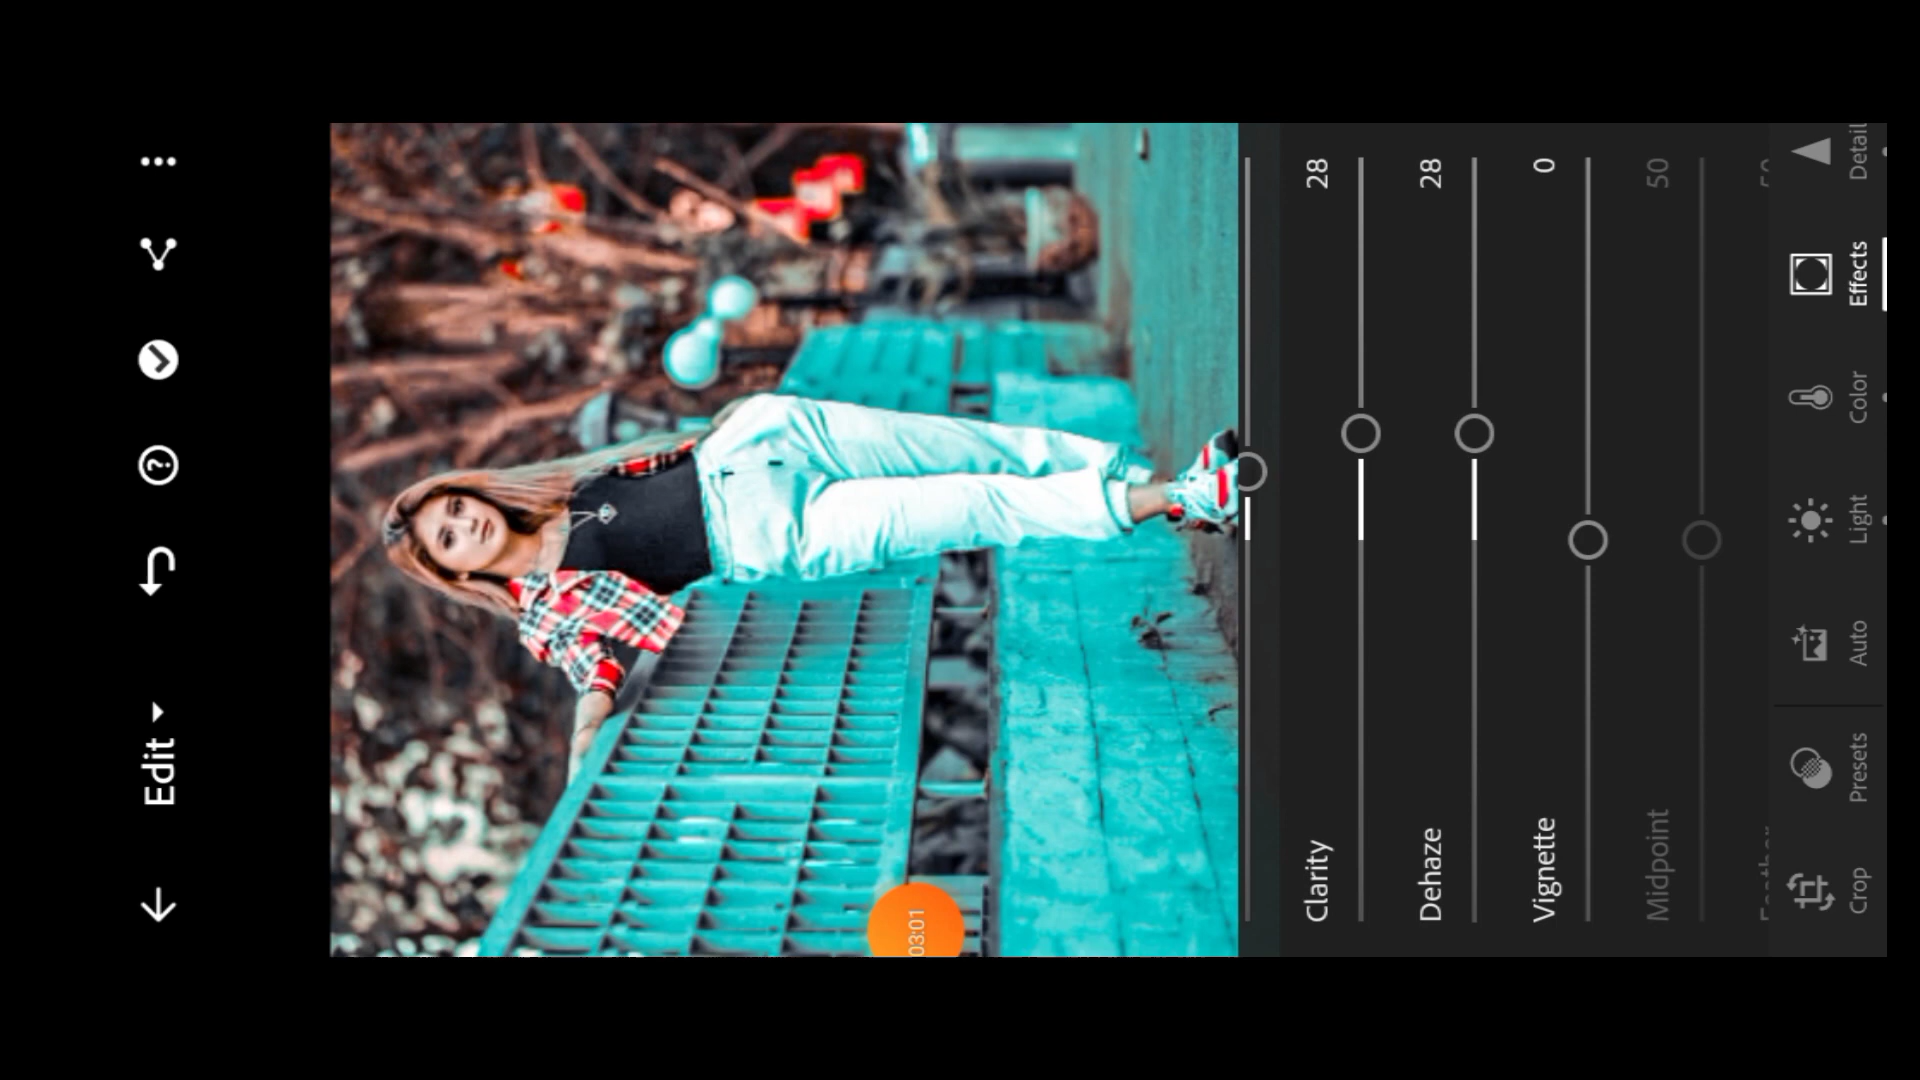 Edit
03:01
Clarity 28
Dehaze 28
Vignette 0
Midpoint 50
Crop Presets Auto Light Color Effects Detail